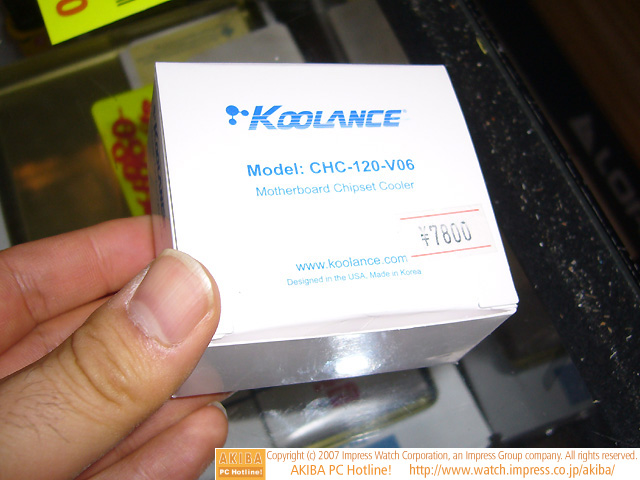 KOOLANCE
Model: CHC-120-V06
Motherboard Chipset Cooler
¥7800
www.koolance.com
Designed in the USA, Made in Korea
AKIBA
PC Hotline!
Copyright (c) 2007 Impress Watch Corporation, an Impress Group company. All rights reserved.
AKIBA PC Hotline! http://www.watch.impress.co.jp/akiba/